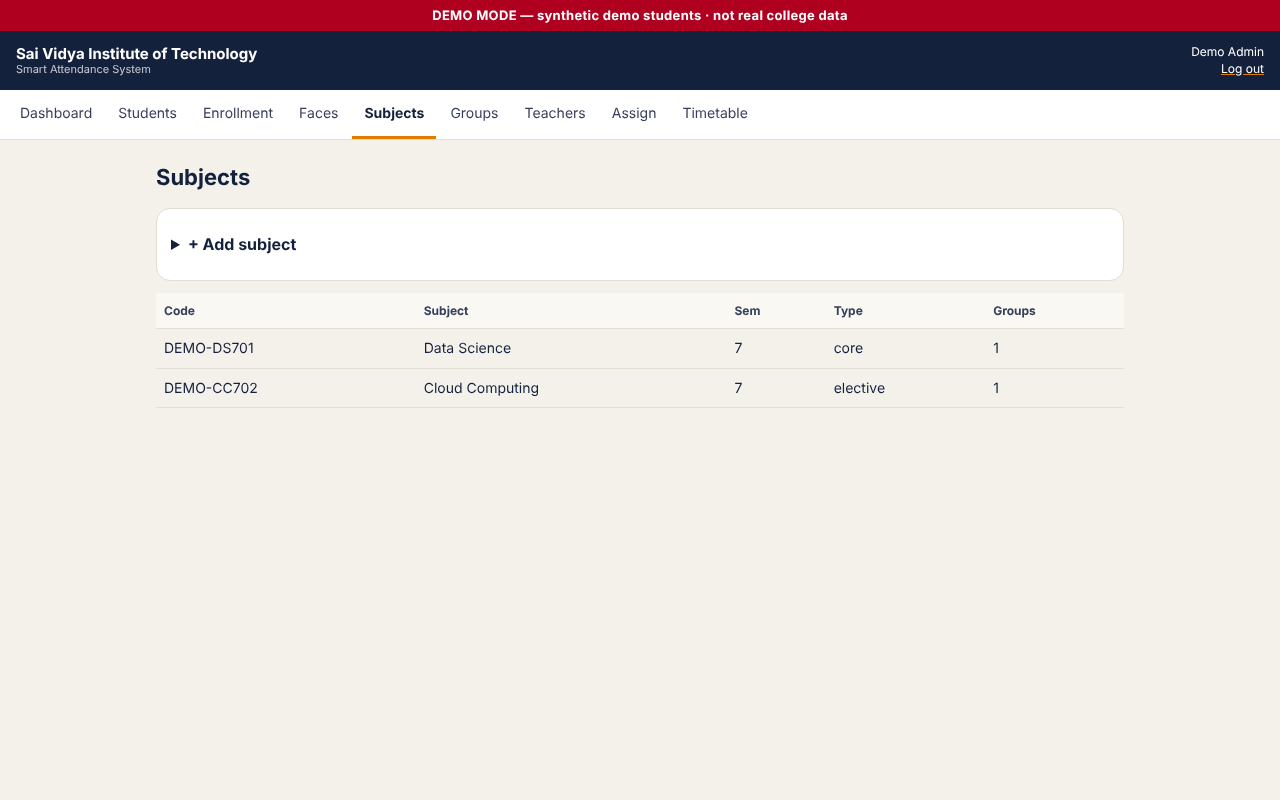 DEMO MODE — synthetic demo students · not real college data
Sai Vidya Institute of Technology
Smart Attendance System
Demo Admin
Log out
Dashboard Students Enrollment Faces Subjects Groups Teachers Assign Timetable
Subjects
+ Add subject
Code Subject Sem Type Groups
DEMO-DS701 Data Science 7 core 1
DEMO-CC702 Cloud Computing 7 elective 1